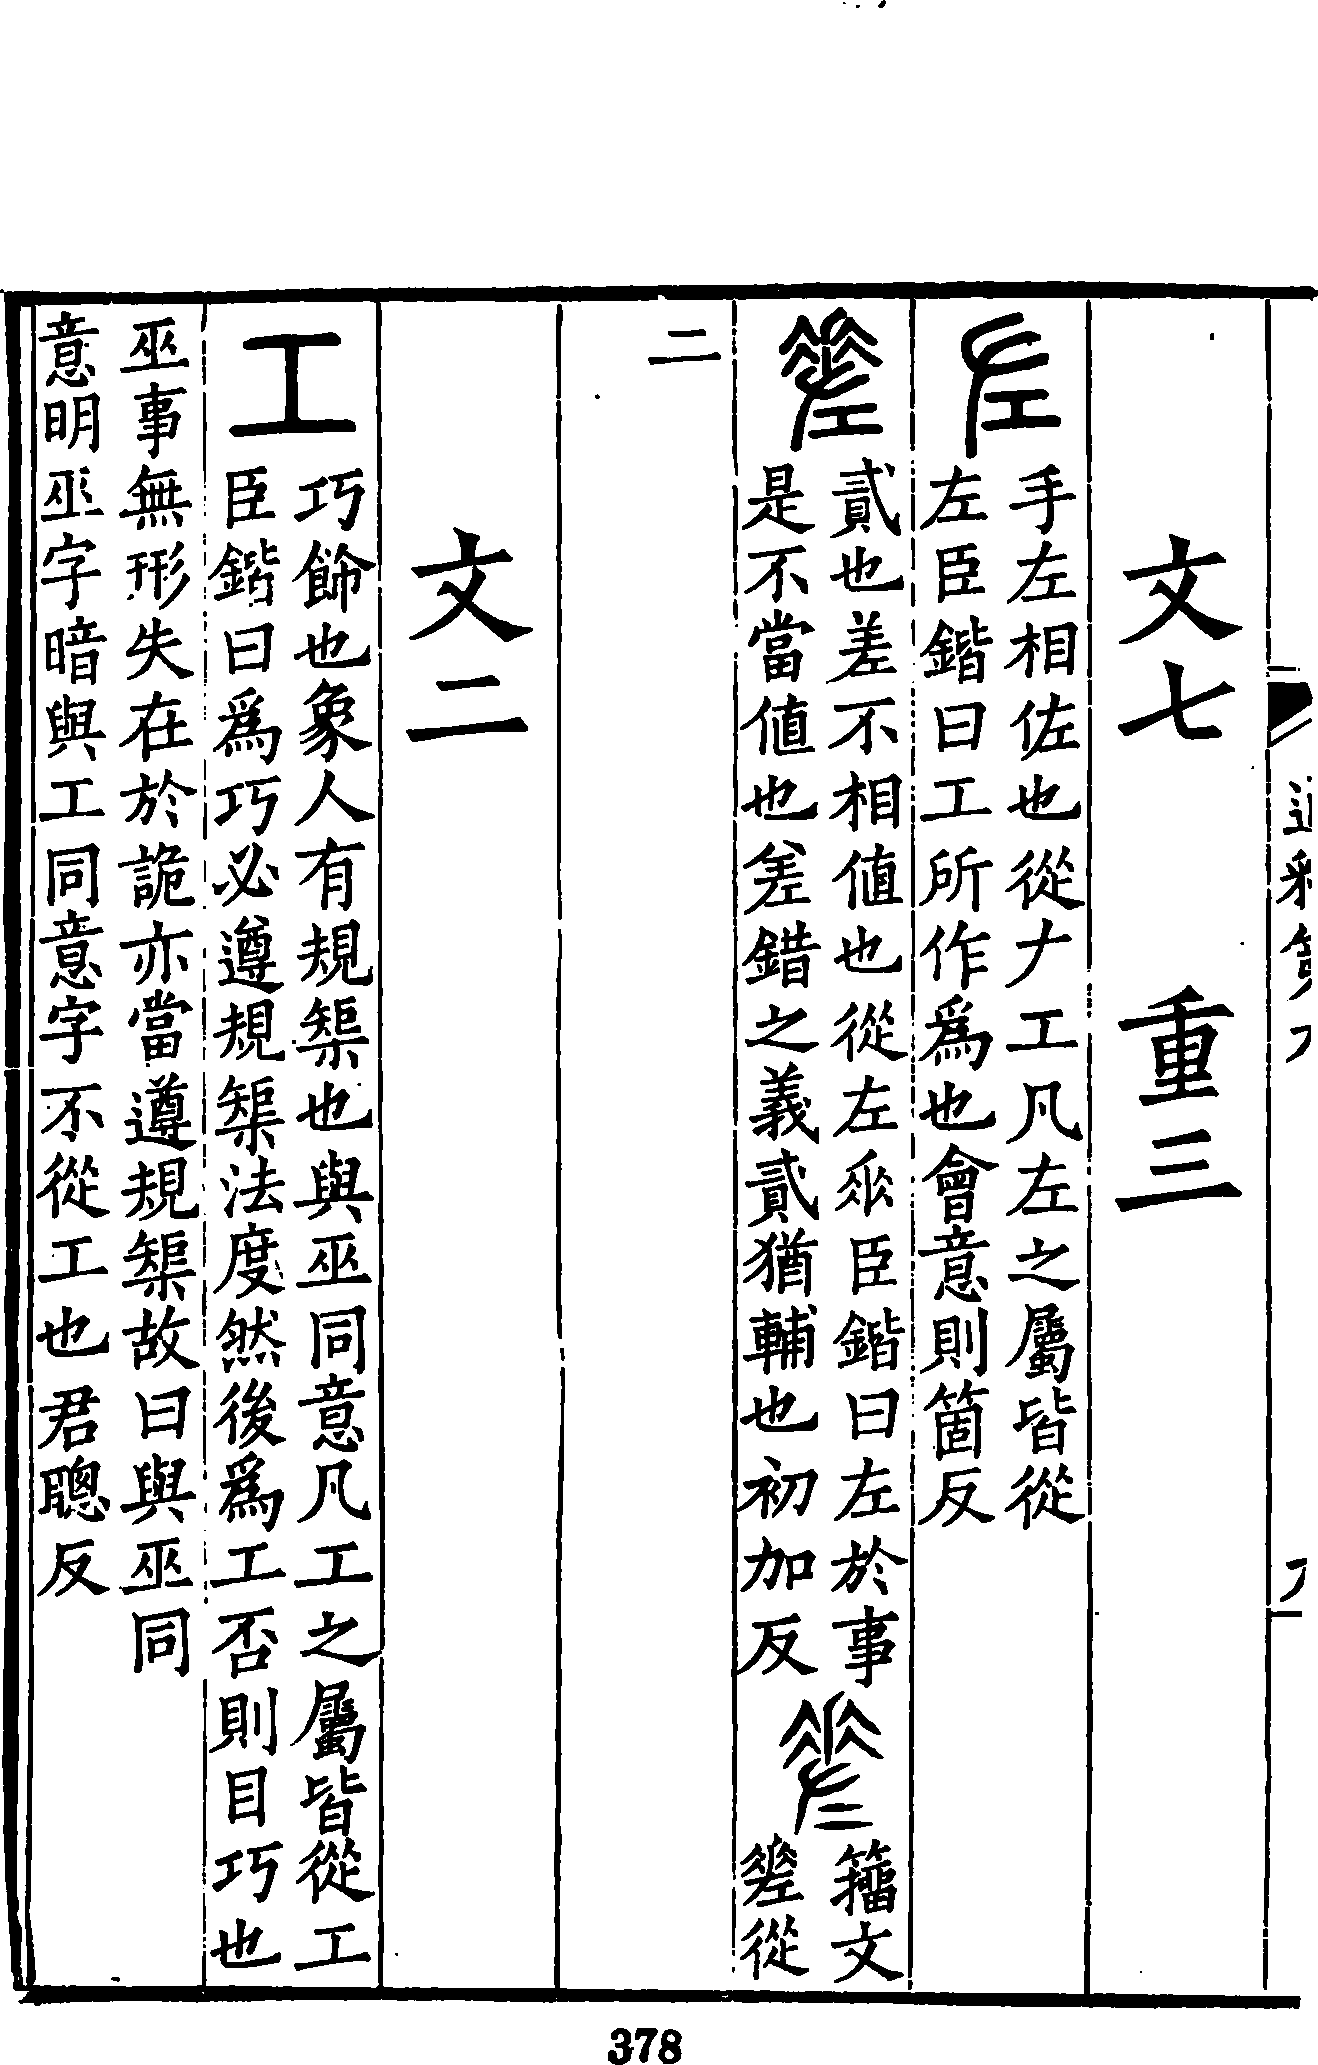 文七　重三
左　手左相佐也從𠂇工凡左之屬皆從
左臣鍇曰工所作爲也會意則箇反
貳也差不相値也從左𠂹臣鍇曰左於事
是不當値也差錯之義貳猶輔也初加反
籀文
從
二
文二
工　巧飾也象人有規榘也與巫同意凡工之屬皆從工
臣鍇曰爲巧必遵規榘法度然後爲工否則目巧也
巫事無形失在於詭亦當遵規榘故曰與巫同
意明巫字暗與工同意字不從工也君聰反
378